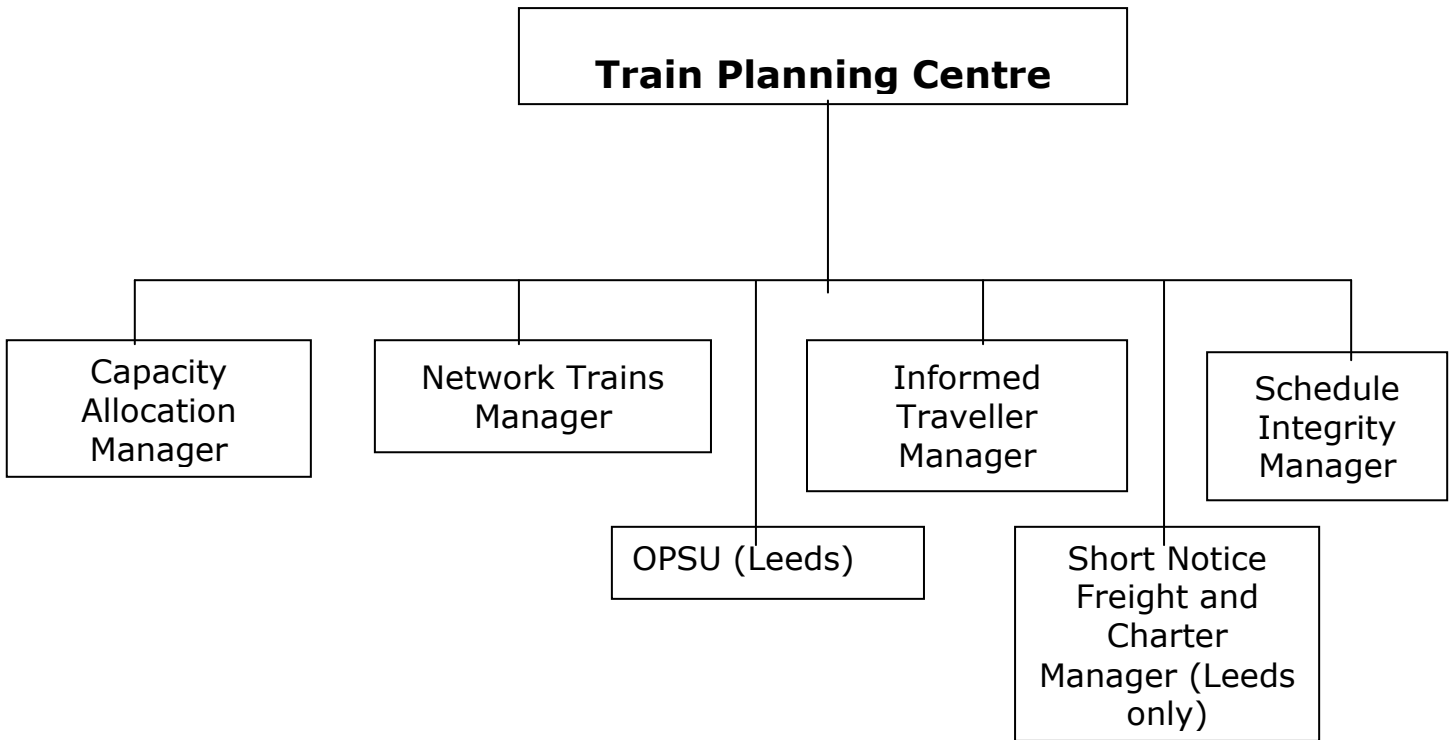 Train Planning Centre
Capacity
Allocation
Manager
Network Trains
Manager
Informed
Traveller
Manager
Schedule
Integrity
Manager
OPSU (Leeds)
Short Notice
Freight and
Charter
Manager (Leeds
only)